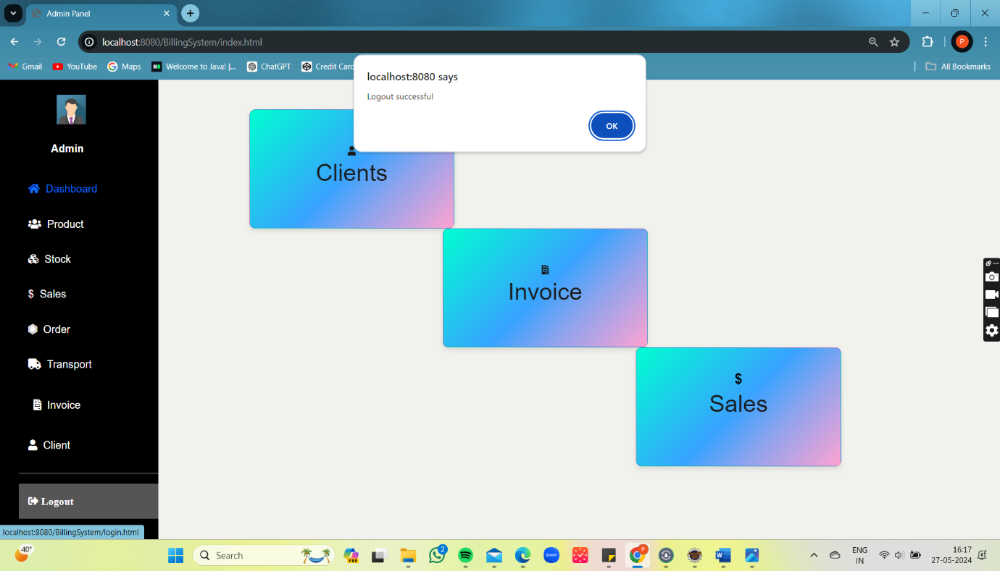 Admin Panel
localhost:8080/BillingSystem/index.html
P
Gmail
YouTube
Maps
Welcome to Java! |...
ChatGPT
Credit Card
All Bookmarks
localhost:8080 says
Logout successful
OK
Admin
Dashboard
Product
Stock
$ Sales
Order
Transport
Invoice
Client
Logout
Clients
Invoice
$
Sales
localhost:8080/BillingSystem/login.html
40°
Search
PRE
2
zoom
P
W
ENG
IN
16:17
27-05-2024